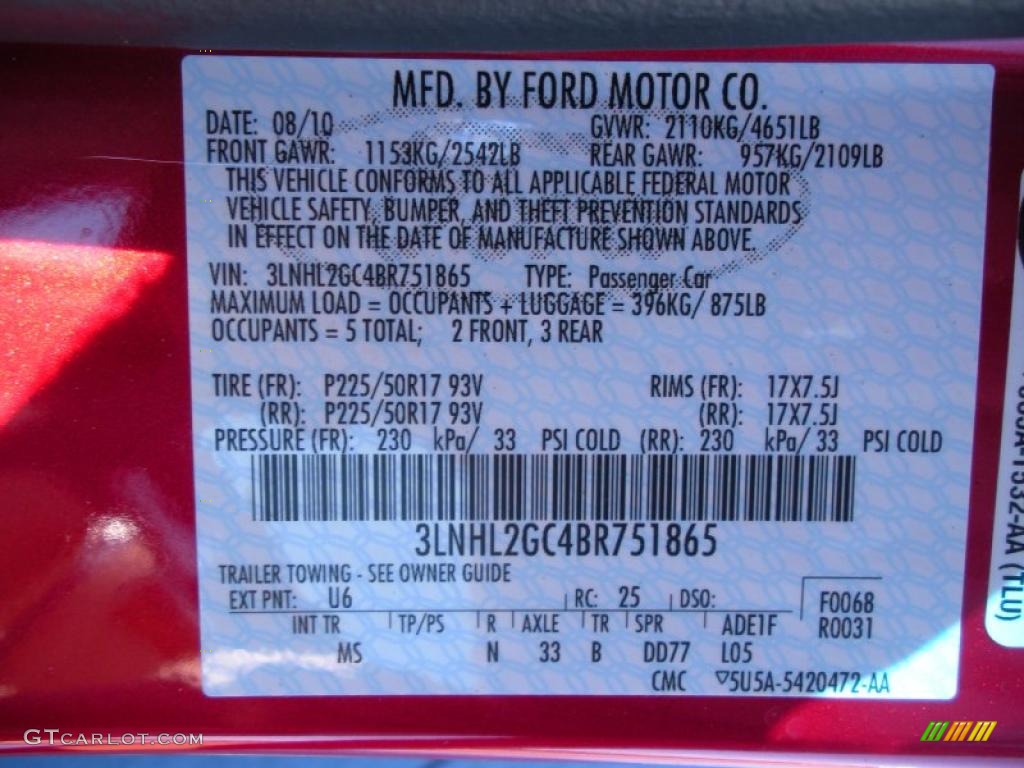 MFD. BY FORD MOTOR CO.
DATE: 08/10 GVWR: 2110KG/4651LB
FRONT GAWR: 1153KG/2542LB REAR GAWR: 957KG/2109LB
THIS VEHICLE CONFORMS TO ALL APPLICABLE FEDERAL MOTOR
VEHICLE SAFETY, BUMPER, AND THEFT PREVENTION STANDARDS
IN EFFECT ON THE DATE OF MANUFACTURE SHOWN ABOVE.
VIN: 3LNHL2GC4BR751865 TYPE: Passenger Car
MAXIMUM LOAD = OCCUPANTS + LUGGAGE = 396KG/ 875LB
OCCUPANTS = 5 TOTAL; 2 FRONT, 3 REAR
TIRE (FR): P225/50R17 93V RIMS (FR): 17X7.5J
(RR): P225/50R17 93V (RR): 17X7.5J
PRESSURE (FR): 230 kPa/ 33 PSI COLD (RR): 230 kPa/ 33 PSI COLD
3LNHL2GC4BR751865
TRAILER TOWING - SEE OWNER GUIDE
EXT PNT: U6 RC: 25 DSO: F0068
INT TR TP/PS R AXLE TR SPR ADE1F R0031
MS N 33 B DD77 L05
CMC 5U5A-5420472-AA
1532-AA (TLU)
GTCARLOT.COM